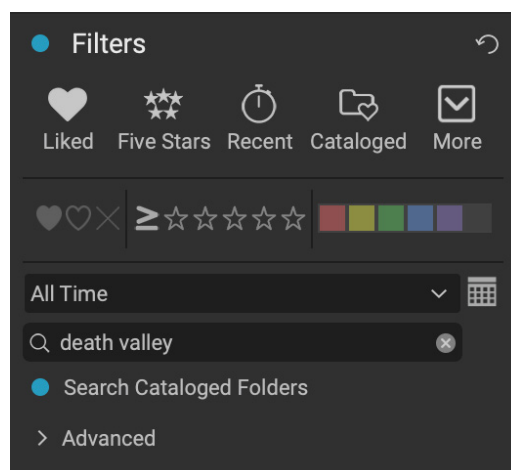 Filters
Liked Five Stars Recent Cataloged More
All Time
death valley
Search Cataloged Folders
Advanced